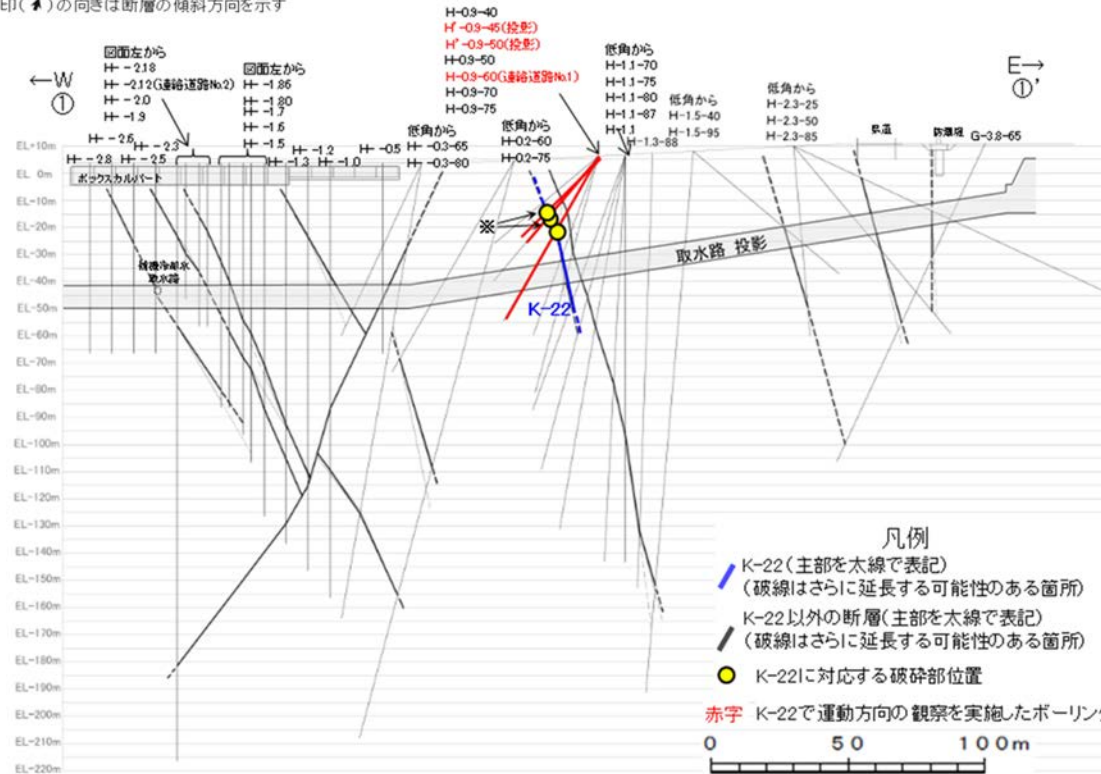 印( )の向きは断層の傾斜方向を示す
←W
①
E→
①'
図面左から
H- -2.18
H- -2.12(連絡道路No.2)
H- -2.0
H- -1.9
図面左から
H- -1.86
H- -1.80
H- -1.7
H- -1.6
H- -1.5
H-0.9-40
H'-0.9-45(投影)
H"-0.9-50(投影)
H-0.9-50
H-0.9-60(連絡道路No.1)
H-0.9-70
H-0.9-75
低角から
H-1.1-70
H-1.1-75
H-1.1-80
H-1.1-87
H-1.1
低角から
H-1.5-40
H-1.5-95
低角から
H-2.3-25
H-2.3-50
H-2.3-85
県道
防潮堤
G-3.8-65
H- -2.6
H- -2.3
H- -2.8
H- -2.5
H- -1.3
H- -1.2
H- -1.0
H- -0.5
低角から
H- -0.3-65
H- -0.3-80
低角から
H-0.2-60
H-0.2-75
H-1.3-88
ボックスカルバート
補機冷却水
取水路
※
K-22
取水路 投影
EL+10m
EL 0m
EL-10m
EL-20m
EL-30m
EL-40m
EL-50m
EL-60m
EL-70m
EL-80m
EL-90m
EL-100m
EL-110m
EL-120m
EL-130m
EL-140m
EL-150m
EL-160m
EL-170m
EL-180m
EL-190m
EL-200m
EL-210m
EL-220m
凡例
K-22(主部を太線で表記)
(破線はさらに延長する可能性のある箇所)
K-22以外の断層(主部を太線で表記)
(破線はさらに延長する可能性のある箇所)
K-22に対応する破砕部位置
赤字 K-22で運動方向の観察を実施したボーリング
0 50 100m